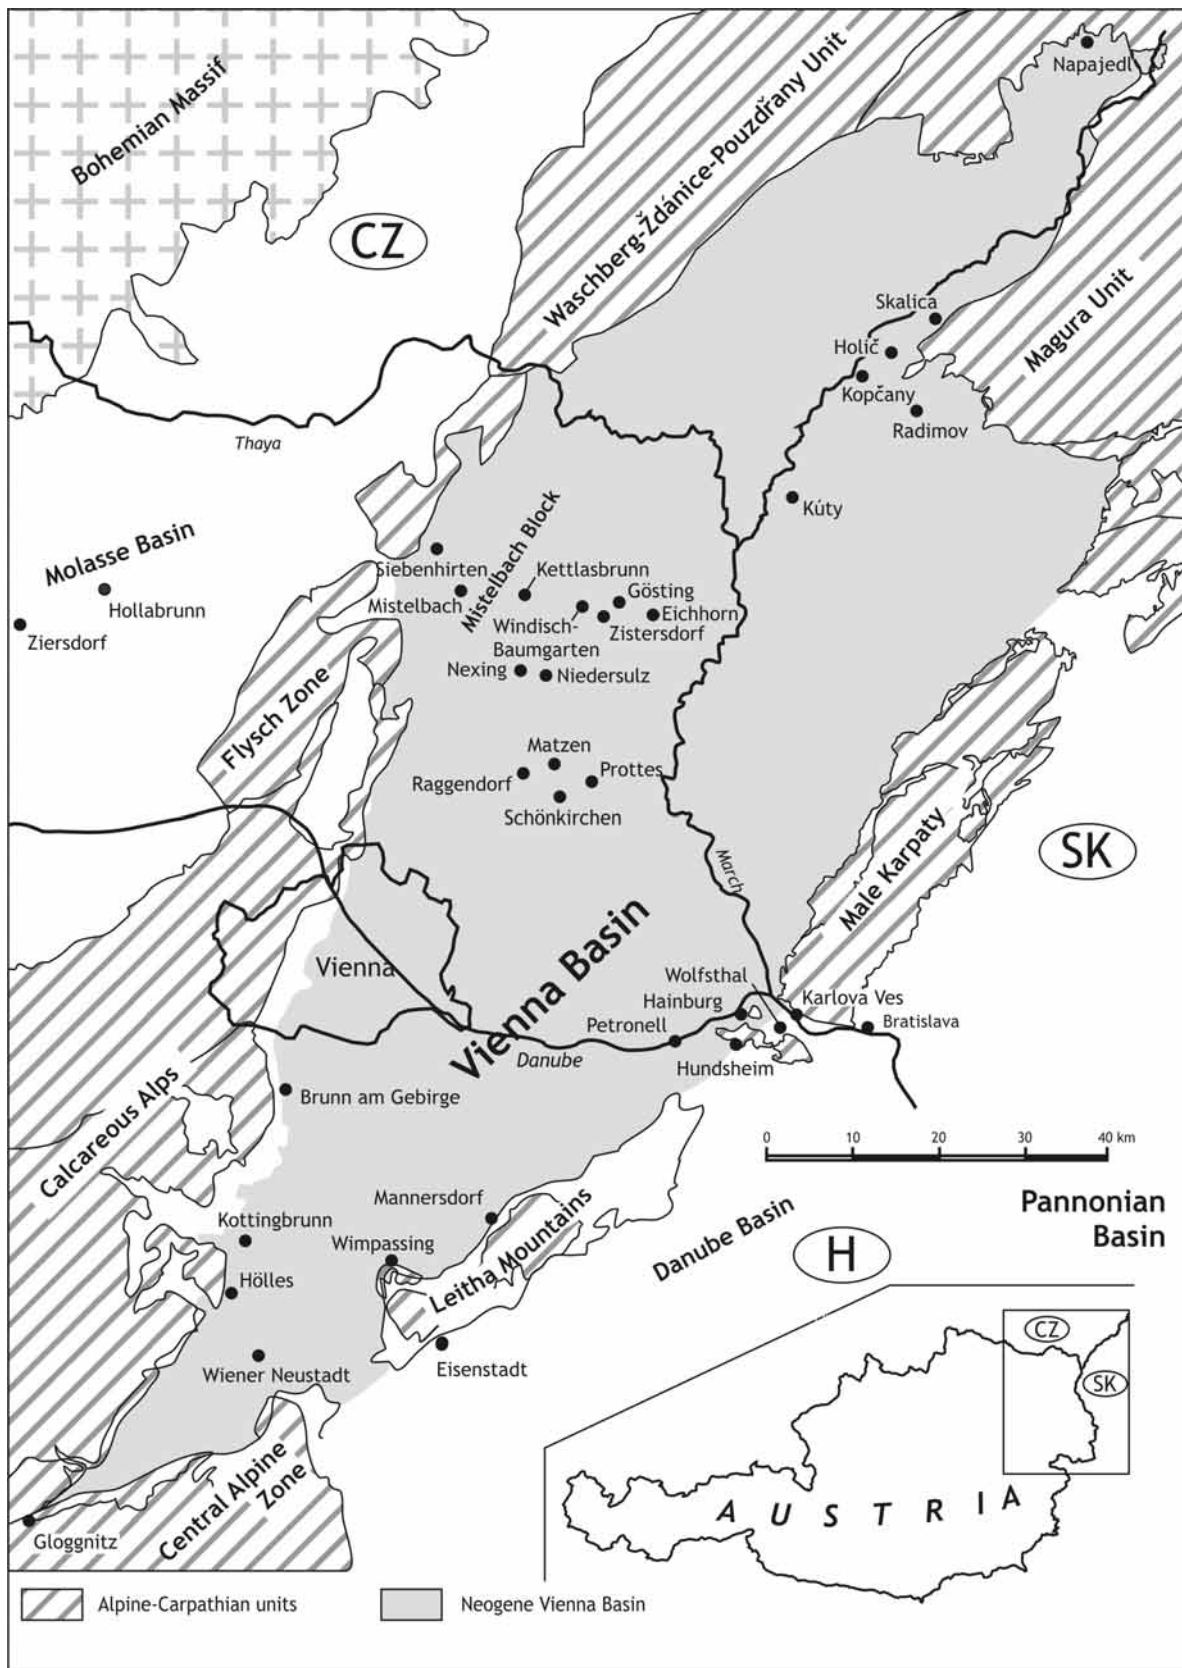 Napajedl
Bohemian Massif
Waschberg-Ždánice-Pouzdřany Unit
CZ
Skalica
Magura Unit
Holič
Kopčany
Radimov
Thaya
Kúty
Molasse Basin
Mistelbach Block
Siebenhirten
Kettlasbrunn
Hollabrunn
Mistelbach
Gösting
Eichhorn
Ziersdorf
Windisch-
Baumgarten
Zistersdorf
Nexing
Niedersulz
Flysch Zone
Matzen
Raggendorf
Prottes
Schönkirchen
March
Male Karpaty
SK
Vienna
Vienna Basin
Wolfsthal
Hainburg
Karlova Ves
Petronell
Bratislava
Danube
Hundsheim
Brunn am Gebirge
Calcareous Alps
0 10 20 30 40 km
Mannersdorf
Kottingbrunn
Wimpassing
Leitha Mountains
Danube Basin
Pannonian
Basin
H
Hölles
Wiener Neustadt
Eisenstadt
CZ
SK
Central Alpine
Zone
Gloggnitz
AUSTRIA
Alpine-Carpathian units
Neogene Vienna Basin